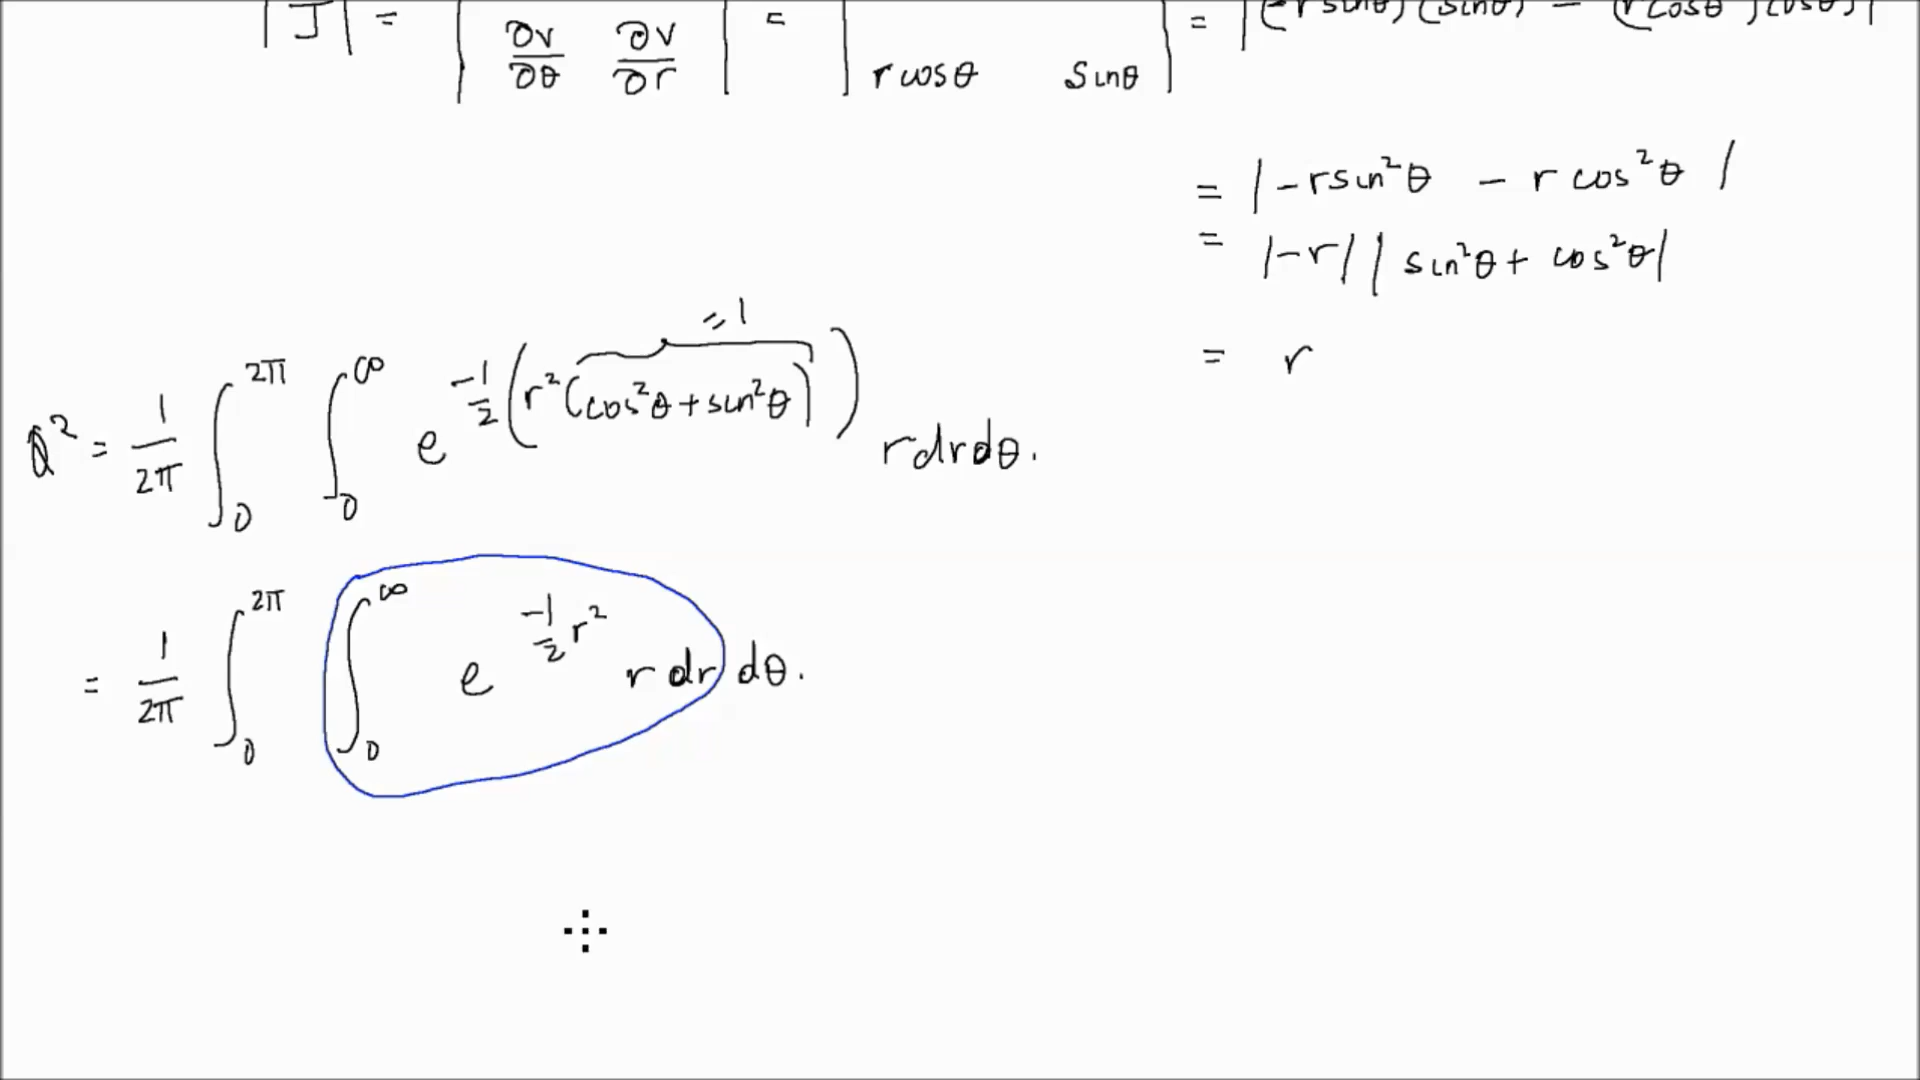 |J| = | ∂v/∂θ ∂v/∂r | = | r cosθ sinθ | = |(-r sinθ)(sinθ) - (r cosθ)(cosθ)|
= |-r sin²θ - r cos²θ|
= |-r| |sin²θ + cos²θ|
= r
= 1
Q² = 1/2π ∫₀^2π ∫₀^∞ e^(-1/2 (r²(cos²θ + sin²θ))) r dr dθ.
= 1/2π ∫₀^2π ∫₀^∞ e^(-1/2 r²) r dr dθ.